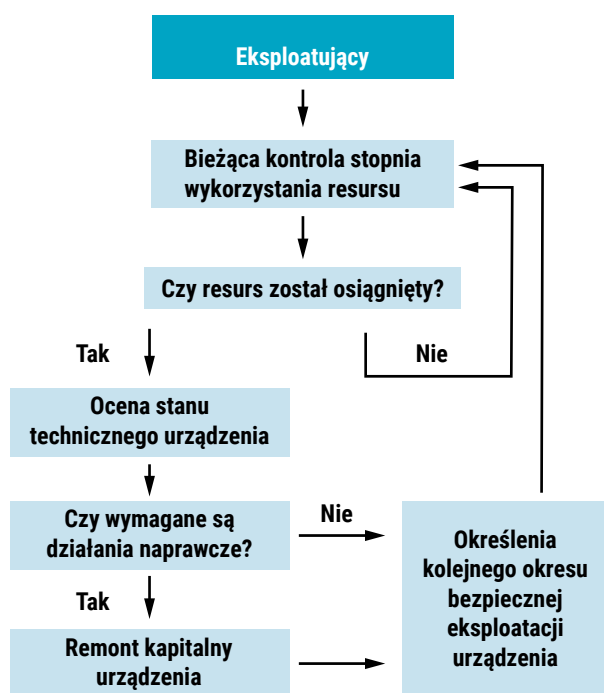 Eksploatujący
Bieżąca kontrola stopnia
wykorzystania resursu
Czy resurs został osiągnięty?
Tak
Nie
Ocena stanu
technicznego urządzenia
Czy wymagane są
działania naprawcze?
Nie
Tak
Określenia
kolejnego okresu
bezpiecznej
eksploatacji
urządzenia
Remont kapitalny
urządzenia